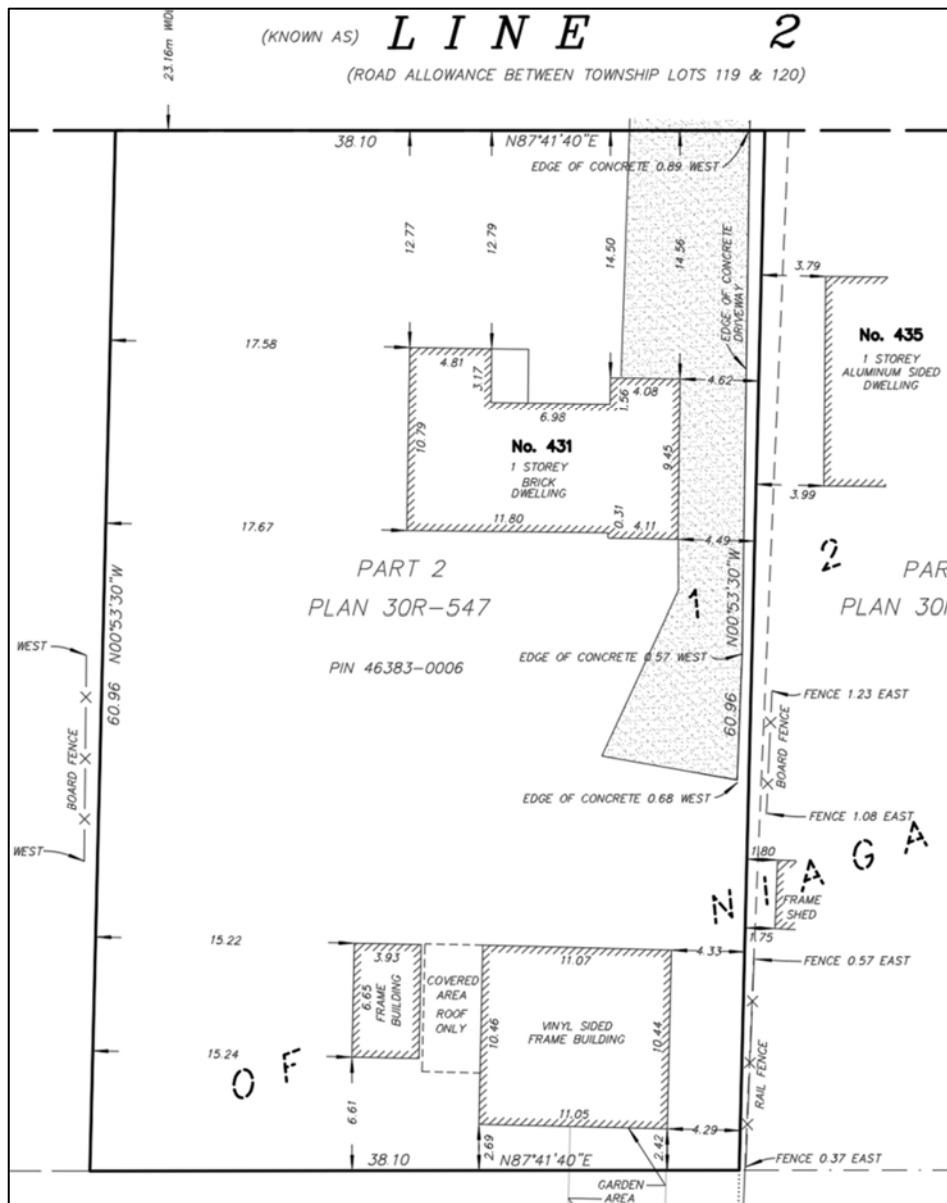 (KNOWN AS) LINE 2
23.16m WIDE
(ROAD ALLOWANCE BETWEEN TOWNSHIP LOTS 119 & 120)
38.10 N87°41'40"E
EDGE OF CONCRETE 0.89 WEST
12.77
12.79
14.50
14.56
EDGE OF CONCRETE
DRIVEWAY
3.79
No. 435
1 STOREY
ALUMINUM SIDED
DWELLING
3.99
17.58
4.81
3.17
6.98
1.56
4.08
4.62
10.79
No. 431
1 STOREY
BRICK
DWELLING
9.45
17.67
11.80
0.31
4.11
4.49
PART 2
PLAN 30R-547
PIN 46383-0006
1
2
PAR
PLAN 30
N00°53'30"W
60.96
N00°53'30"W
60.96
WEST
BOARD FENCE
WEST
EDGE OF CONCRETE 0.57 WEST
EDGE OF CONCRETE 0.68 WEST
FENCE 1.23 EAST
BOARD FENCE
FENCE 1.08 EAST
NIAGA
1.80
FRAME
SHED
1.75
FENCE 0.57 EAST
15.22
3.93
6.65
FRAME
BUILDING
COVERED
AREA
ROOF
ONLY
11.07
4.33
10.46
VINYL SIDED
FRAME BUILDING
10.44
15.24
OF
6.61
11.05
4.29
2.69
2.42
RAIL FENCE
38.10 N87°41'40"E
FENCE 0.37 EAST
GARDEN
AREA